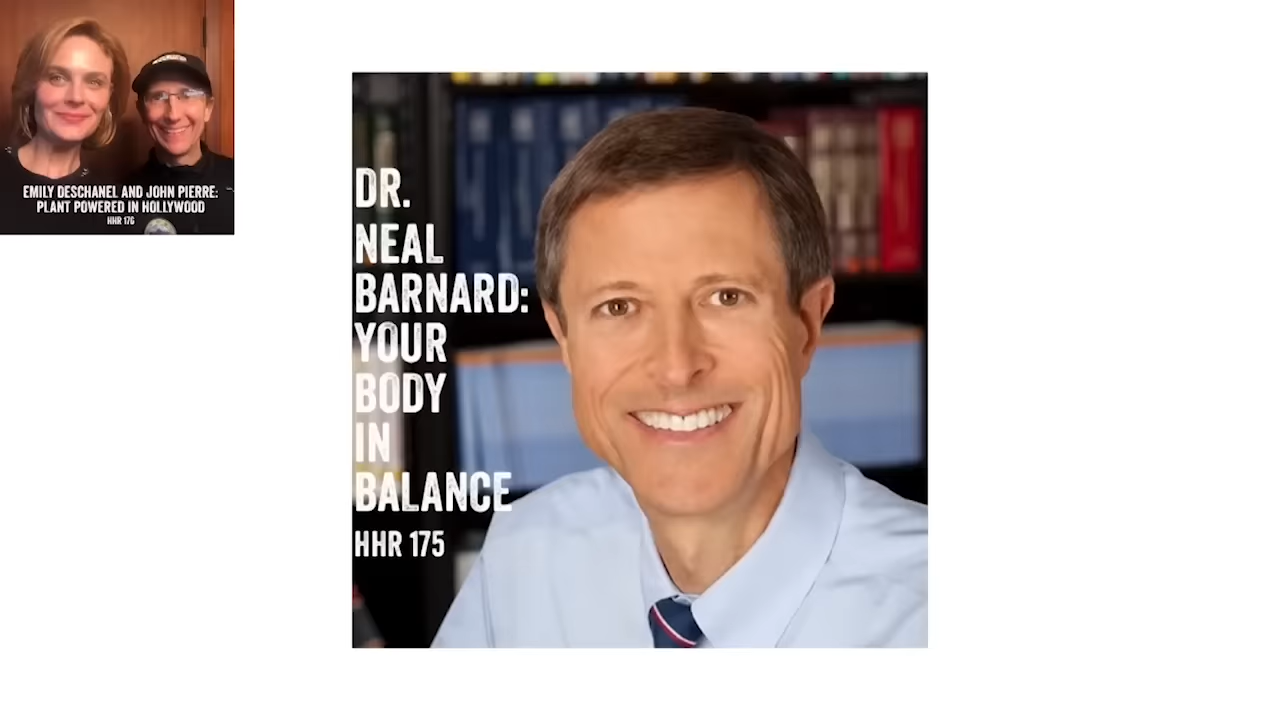 EMILY DESCHANEL AND JOHN PIERRE:
PLANT POWERED IN HOLLYWOOD
HHR 176
DR.
NEAL
BARNARD:
YOUR
BODY
IN
BALANCE
HHR 175